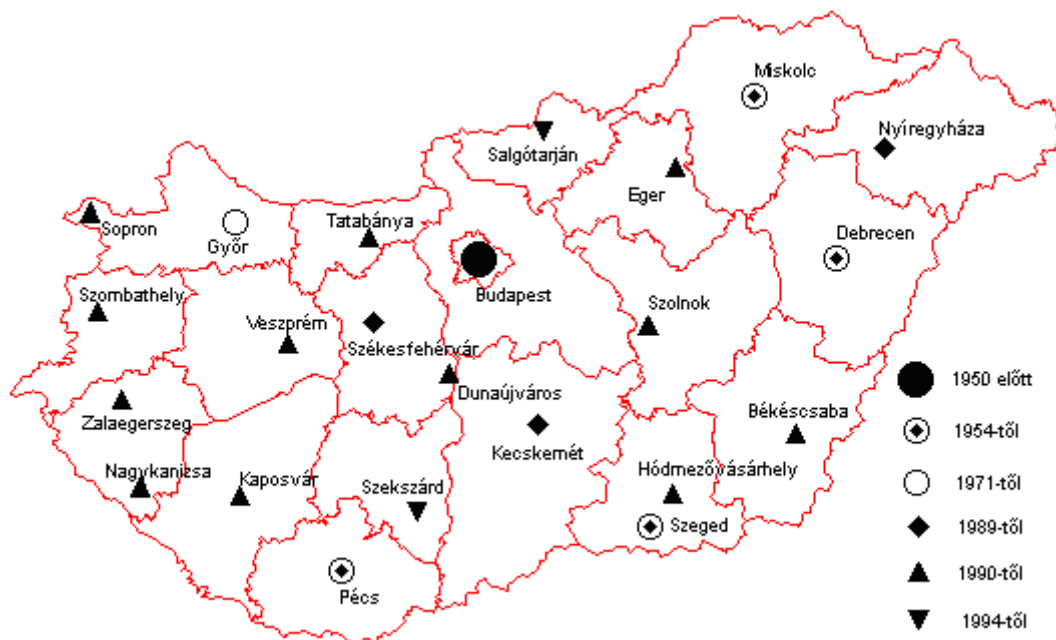 Miskolc
Nyíregyháza
Salgótarján
Eger
Sopron
Győr
Tatabánya
Debrecen
Budapest
Szombathely
Veszprém
Szolnok
Székesfehérvár
Dunaújváros
Zalaegerszeg
Békéscsaba
Kecskemét
Nagykanizsa
Kaposvár
Szekszárd
Hódmezővásárhely
Szeged
Pécs
1950 előtt
1954-től
1971-től
1989-től
1990-től
1994-től